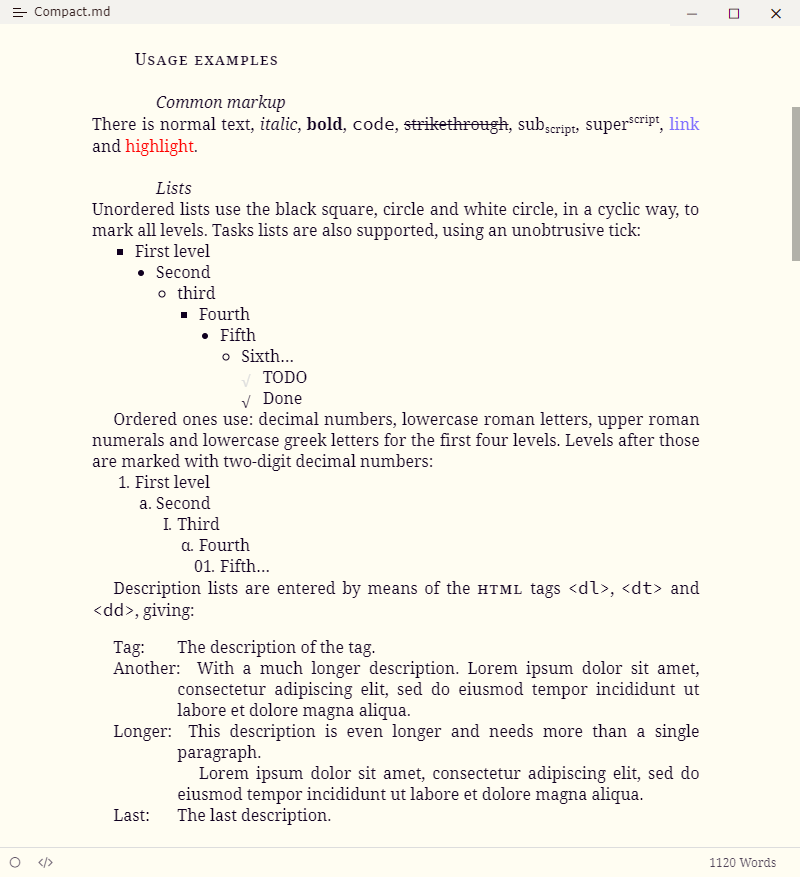 Compact.md
Usage examples
Common markup
There is normal text, italic, bold, code, strikethrough, subscript, superscript, link
and highlight.
Lists
Unordered lists use the black square, circle and white circle, in a cyclic way, to
mark all levels. Tasks lists are also supported, using an unobtrusive tick:
▪ First level
• Second
◦ third
▪ Fourth
• Fifth
◦ Sixth…
√ TODO
√ Done
Ordered ones use: decimal numbers, lowercase roman letters, upper roman
numerals and lowercase greek letters for the first four levels. Levels after those
are marked with two-digit decimal numbers:
1. First level
a. Second
I. Third
α. Fourth
01. Fifth…
Description lists are entered by means of the HTML tags <dl>, <dt> and
<dd>, giving:
Tag: The description of the tag.
Another: With a much longer description. Lorem ipsum dolor sit amet,
consectetur adipiscing elit, sed do eiusmod tempor incididunt ut
labore et dolore magna aliqua.
Longer: This description is even longer and needs more than a single
paragraph.
Lorem ipsum dolor sit amet, consectetur adipiscing elit, sed do
eiusmod tempor incididunt ut labore et dolore magna aliqua.
Last: The last description.
</> 1120 Words